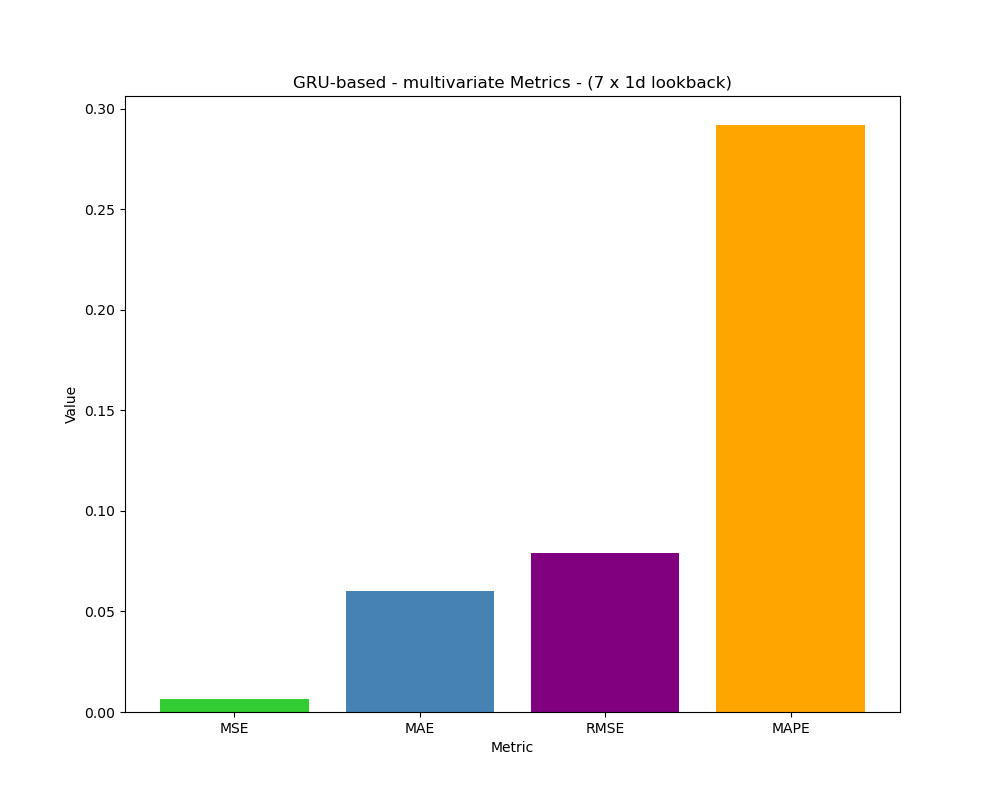 GRU-based - multivariate Metrics - (7 x 1d lookback)
0.30
0.25
0.20
0.15
0.10
0.05
0.00
Value
MSE MAE RMSE MAPE
Metric